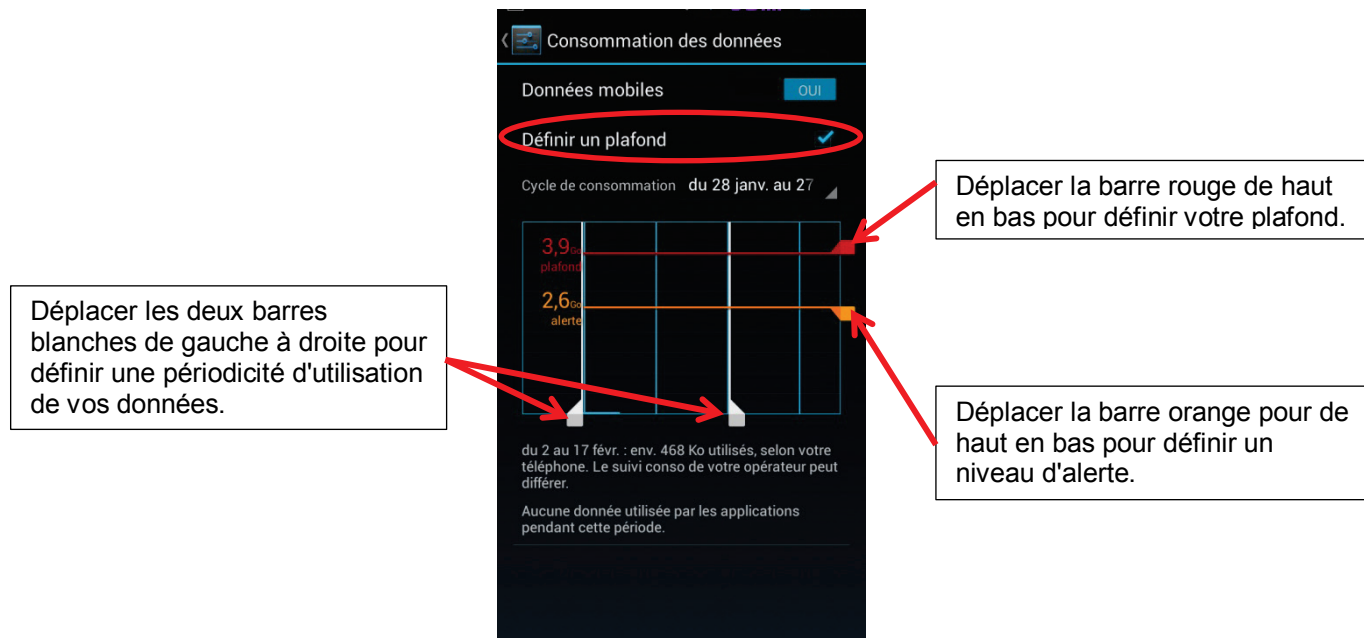 Consommation des données
Données mobiles
OUI
Définir un plafond
Cycle de consommation du 28 janv. au 27
3,9Go
plafond
2,6Go
alerte
du 2 au 17 févr. : env. 468 Ko utilisés, selon votre
téléphone. Le suivi conso de votre opérateur peut
différer.
Aucune donnée utilisée par les applications
pendant cette période.
Déplacer les deux barres
blanches de gauche à droite pour
définir une périodicité d'utilisation
de vos données.
Déplacer la barre rouge de haut
en bas pour définir votre plafond.
Déplacer la barre orange pour de
haut en bas pour définir un
niveau d'alerte.